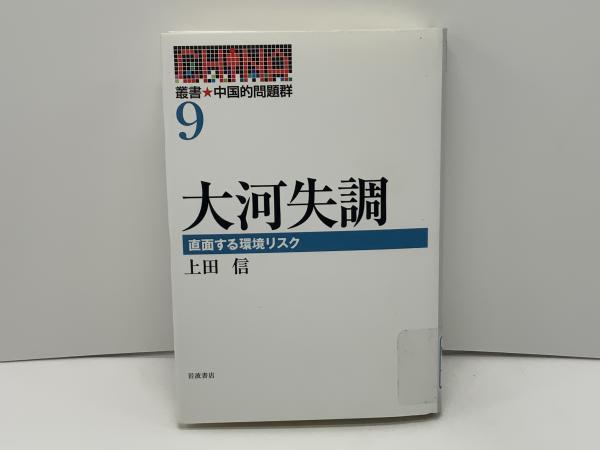 CHINA
叢書★中国的問題群
9
大河失調
直面する環境リスク
上田 信
岩波書店